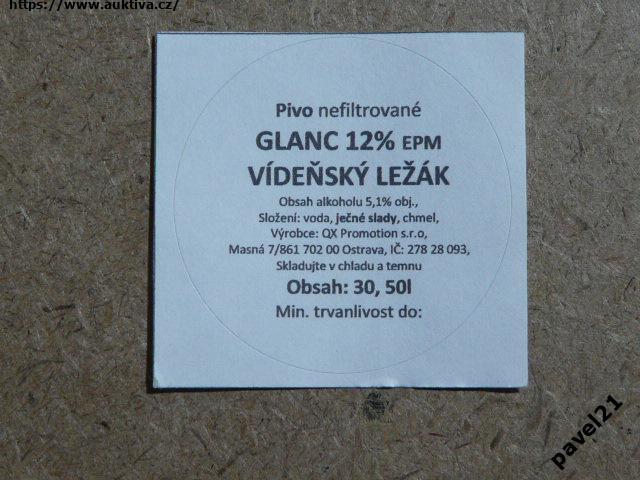 https://www.auktiva.cz/
Pivo nefiltrované
GLANC 12% EPM
VÍDEŇSKÝ LEŽÁK
Obsah alkoholu 5,1% obj.,
Složení: voda, ječné slady, chmel,
Výrobce: QX Promotion s.r.o,
Masná 7/861 702 00 Ostrava, IČ: 278 28 093,
Skladujte v chladu a temnu
Obsah: 30, 50l
Min. trvanlivost do:
pavel21